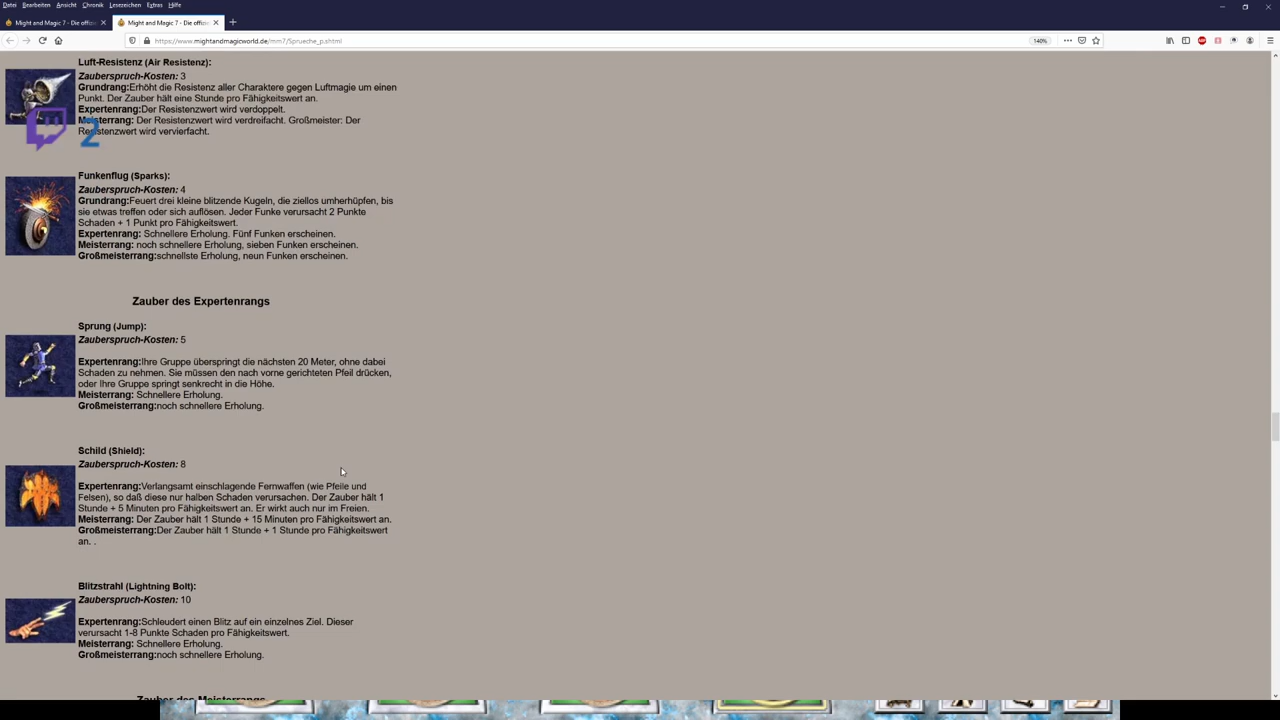 Datei Bearbeiten Ansicht Chronik Lesezeichen Extras Hilfe
Might and Magic 7 - Die offizie Might and Magic 7 - Die offizie
https://www.mightandmagicworld.de/mm7/Sprueche_p.shtml 140%
Luft-Resistenz (Air Resistenz):
Zauberspruch-Kosten: 3
Grundrang:Erhöht die Resistenz aller Charaktere gegen Luftmagie um einen
Punkt. Der Zauber hält eine Stunde pro Fähigkeitswert an.
Expertenrang:Der Resistenzwert wird verdoppelt.
Meisterrang: Der Resistenzwert wird verdreifacht. Großmeister: Der
Resistenzwert wird vervierfacht.
2
Funkenflug (Sparks):
Zauberspruch-Kosten: 4
Grundrang:Feuert drei kleine blitzende Kugeln, die ziellos umherhüpfen, bis
sie etwas treffen oder sich auflösen. Jeder Funke verursacht 2 Punkte
Schaden + 1 Punkt pro Fähigkeitswert.
Expertenrang: Schnellere Erholung. Fünf Funken erscheinen.
Meisterrang: noch schnellere Erholung, sieben Funken erscheinen.
Großmeisterrang:schnellste Erholung, neun Funken erscheinen.
Zauber des Expertenrangs
Sprung (Jump):
Zauberspruch-Kosten: 5
Expertenrang:Ihre Gruppe überspringt die nächsten 20 Meter, ohne dabei
Schaden zu nehmen. Sie müssen den nach vorne gerichteten Pfeil drücken,
oder Ihre Gruppe springt senkrecht in die Höhe.
Meisterrang: Schnellere Erholung.
Großmeisterrang:noch schnellere Erholung.
Schild (Shield):
Zauberspruch-Kosten: 8
Expertenrang:Verlangsamt einschlagende Fernwaffen (wie Pfeile und
Felsen), so daß diese nur halben Schaden verursachen. Der Zauber hält 1
Stunde + 5 Minuten pro Fähigkeitswert an. Er wirkt auch nur im Freien.
Meisterrang: Der Zauber hält 1 Stunde + 15 Minuten pro Fähigkeitswert an.
Großmeisterrang:Der Zauber hält 1 Stunde + 1 Stunde pro Fähigkeitswert
an. .
Blitzstrahl (Lightning Bolt):
Zauberspruch-Kosten: 10
Expertenrang:Schleudert einen Blitz auf ein einzelnes Ziel. Dieser
verursacht 1-8 Punkte Schaden pro Fähigkeitswert.
Meisterrang: Schnellere Erholung.
Großmeisterrang:noch schnellere Erholung.
Zauber des Meisterrangs